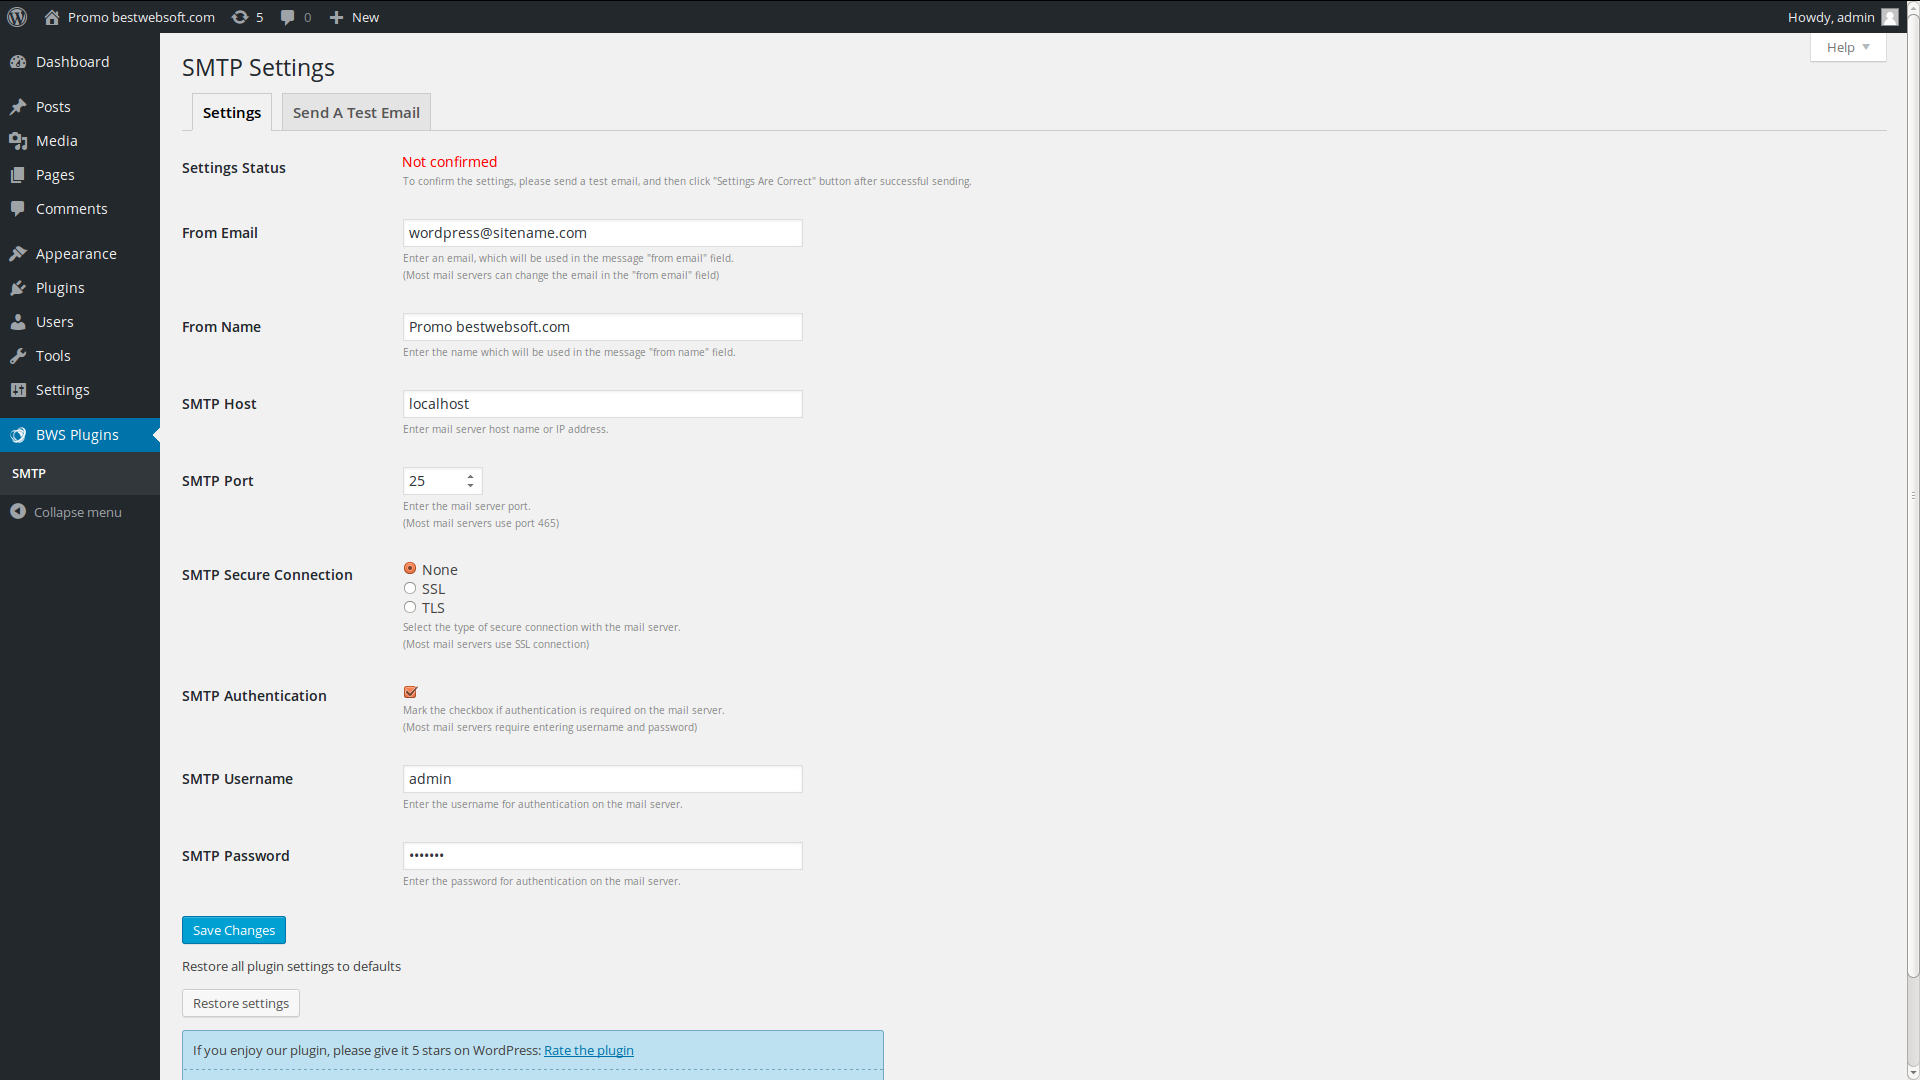 Promo bestwebsoft.com 5 0 New Howdy, admin
Help
Dashboard
Posts
Media
Pages
Comments
Appearance
Plugins
Users
Tools
Settings
BWS Plugins
SMTP
Collapse menu
SMTP Settings
Settings Send A Test Email
Settings Status
Not confirmed
To confirm the settings, please send a test email, and then click "Settings Are Correct" button after successful sending.
From Email
wordpress@sitename.com
Enter an email, which will be used in the message "from email" field.
(Most mail servers can change the email in the "from email" field)
From Name
Promo bestwebsoft.com
Enter the name which will be used in the message "from name" field.
SMTP Host
localhost
Enter mail server host name or IP address.
SMTP Port
25
Enter the mail server port.
(Most mail servers use port 465)
SMTP Secure Connection
None
SSL
TLS
Select the type of secure connection with the mail server.
(Most mail servers use SSL connection)
SMTP Authentication
Mark the checkbox if authentication is required on the mail server.
(Most mail servers require entering username and password)
SMTP Username
admin
Enter the username for authentication on the mail server.
SMTP Password
•••••••
Enter the password for authentication on the mail server.
Save Changes
Restore all plugin settings to defaults
Restore settings
If you enjoy our plugin, please give it 5 stars on WordPress: Rate the plugin